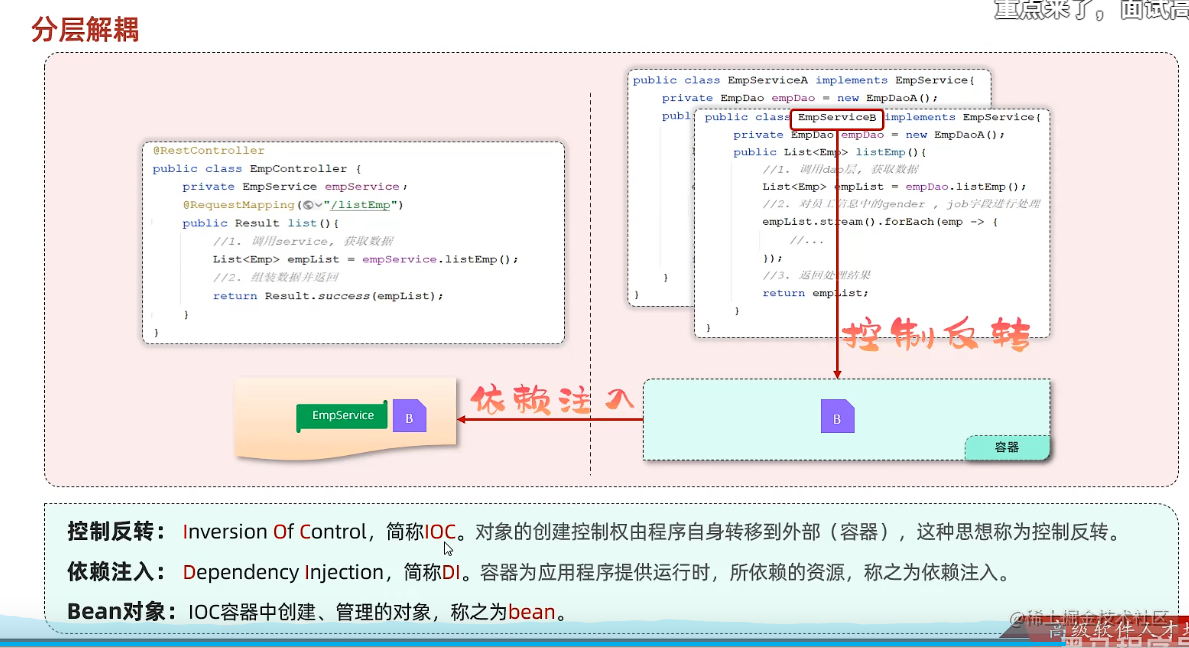 重点来了，面试高
分层解耦
@RestController
public class EmpController {
private EmpService empService;
@RequestMapping("/listEmp")
public Result list(){
//1. 调用service, 获取数据
List<Emp> empList = empService.listEmp();
//2. 组装数据并返回
return Result.success(empList);
}
}
public class EmpServiceA implements EmpService{
private EmpDao empDao = new EmpDaoA();
publ
}
}
public class EmpServiceB implements EmpService{
private EmpDao empDao = new EmpDaoA();
public List<Emp> listEmp(){
//1. 调用dao层, 获取数据
List<Emp> empList = empDao.listEmp();
//2. 对员工信息中的gender , job字段进行处理
empList.stream().forEach(emp -> {
//...
});
//3. 返回处理结果
return empList;
}
}
控制反转
依赖注入
EmpService
B
B
容器
控制反转： Inversion Of Control，简称IOC。对象的创建控制权由程序自身转移到外部（容器），这种思想称为控制反转。
依赖注入： Dependency Injection，简称DI。容器为应用程序提供运行时，所依赖的资源，称之为依赖注入。
Bean对象：IOC容器中创建、管理的对象，称之为bean。
@稀土掘金技术社区
高级软件人才